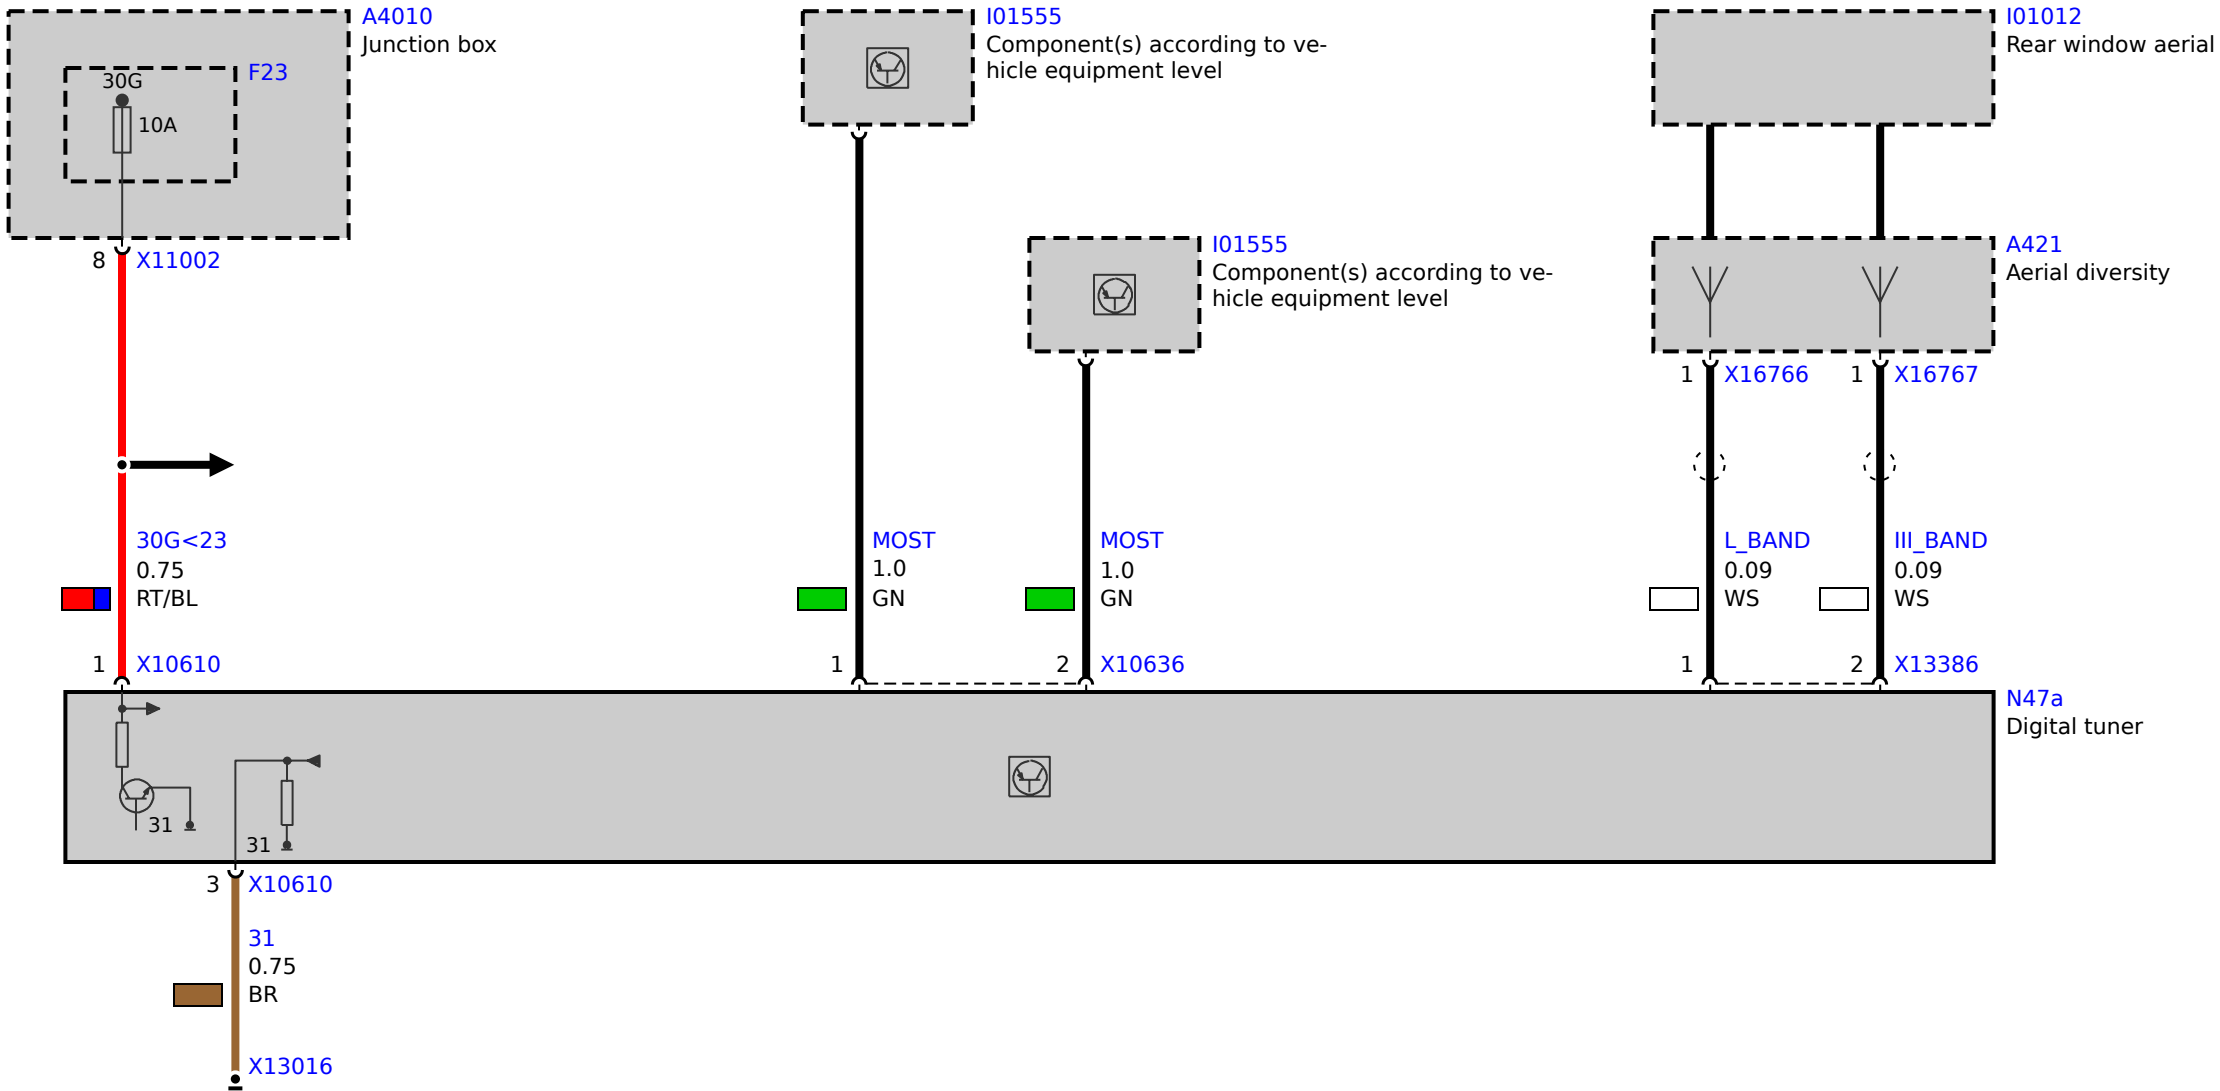 A4010
Junction box
F23
30G
10A
8 X11002
I01555
Component(s) according to ve-
hicle equipment level
I01555
Component(s) according to ve-
hicle equipment level
I01012
Rear window aerial
A421
Aerial diversity
1 X16766
1 X16767
30G<23
0.75
RT/BL
MOST
1.0
GN
MOST
1.0
GN
L_BAND
0.09
WS
III_BAND
0.09
WS
1 X10610
1
2 X10636
1
2 X13386
N47a
Digital tuner
31
31
3 X10610
31
0.75
BR
X13016